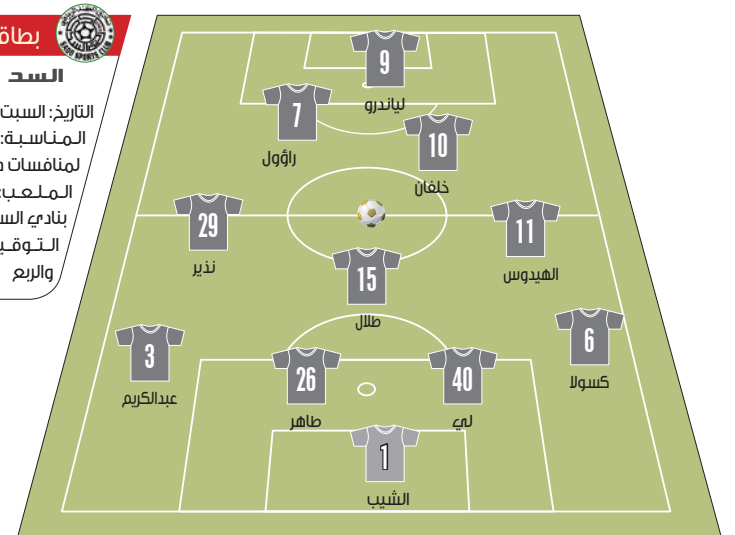 بطاق
السد
التاريخ: السبت
المناسبة:
لمنافسات د
الملعب:
بنادي الس
التوقيـ
والربع
9
لياندرو
7
راؤول
10
خلفان
29
نذير
11
الهيدوس
15
طلال
3
عبدالكريم
26
طاهر
40
لي
6
كسولا
1
الشيب